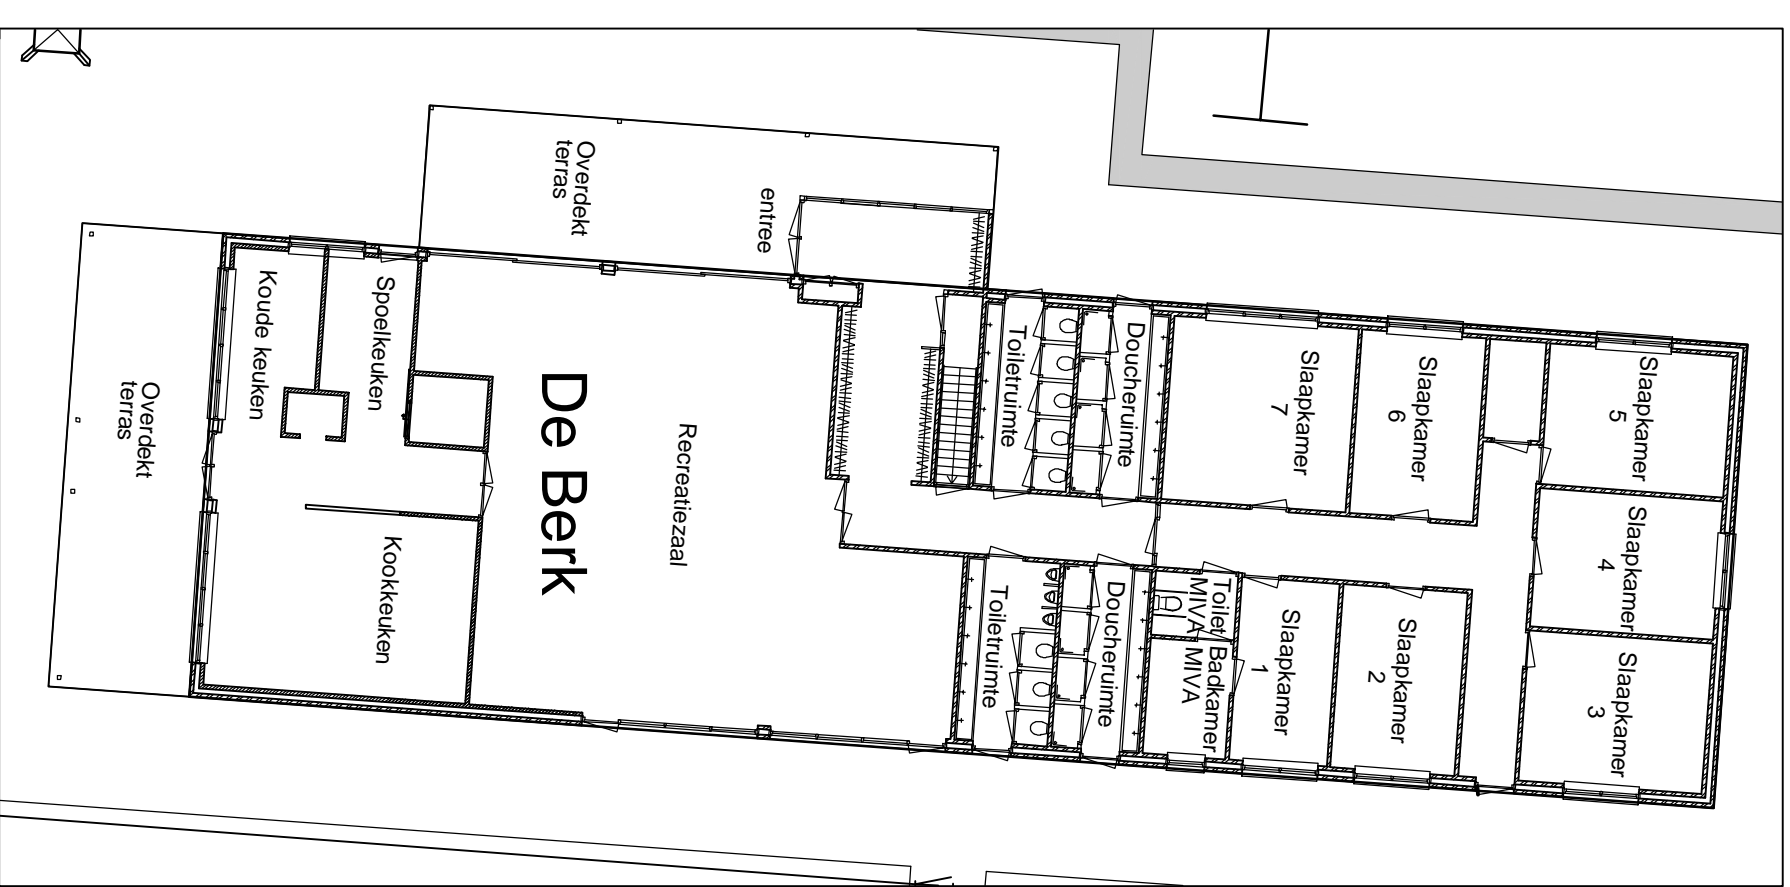 Overdekt
terras
entree
Koude keuken
Spoelkeuken
Overdekt
terras
Kookkeuken
De Berk
Recreatiezaal
Toiletruimte
Doucheruimte
Slaapkamer
7
Slaapkamer
6
Slaapkamer
5
Slaapkamer
4
Slaapkamer
3
Toiletruimte
Doucheruimte
Toilet
MIVA
Badkamer
MIVA
Slaapkamer
1
Slaapkamer
2